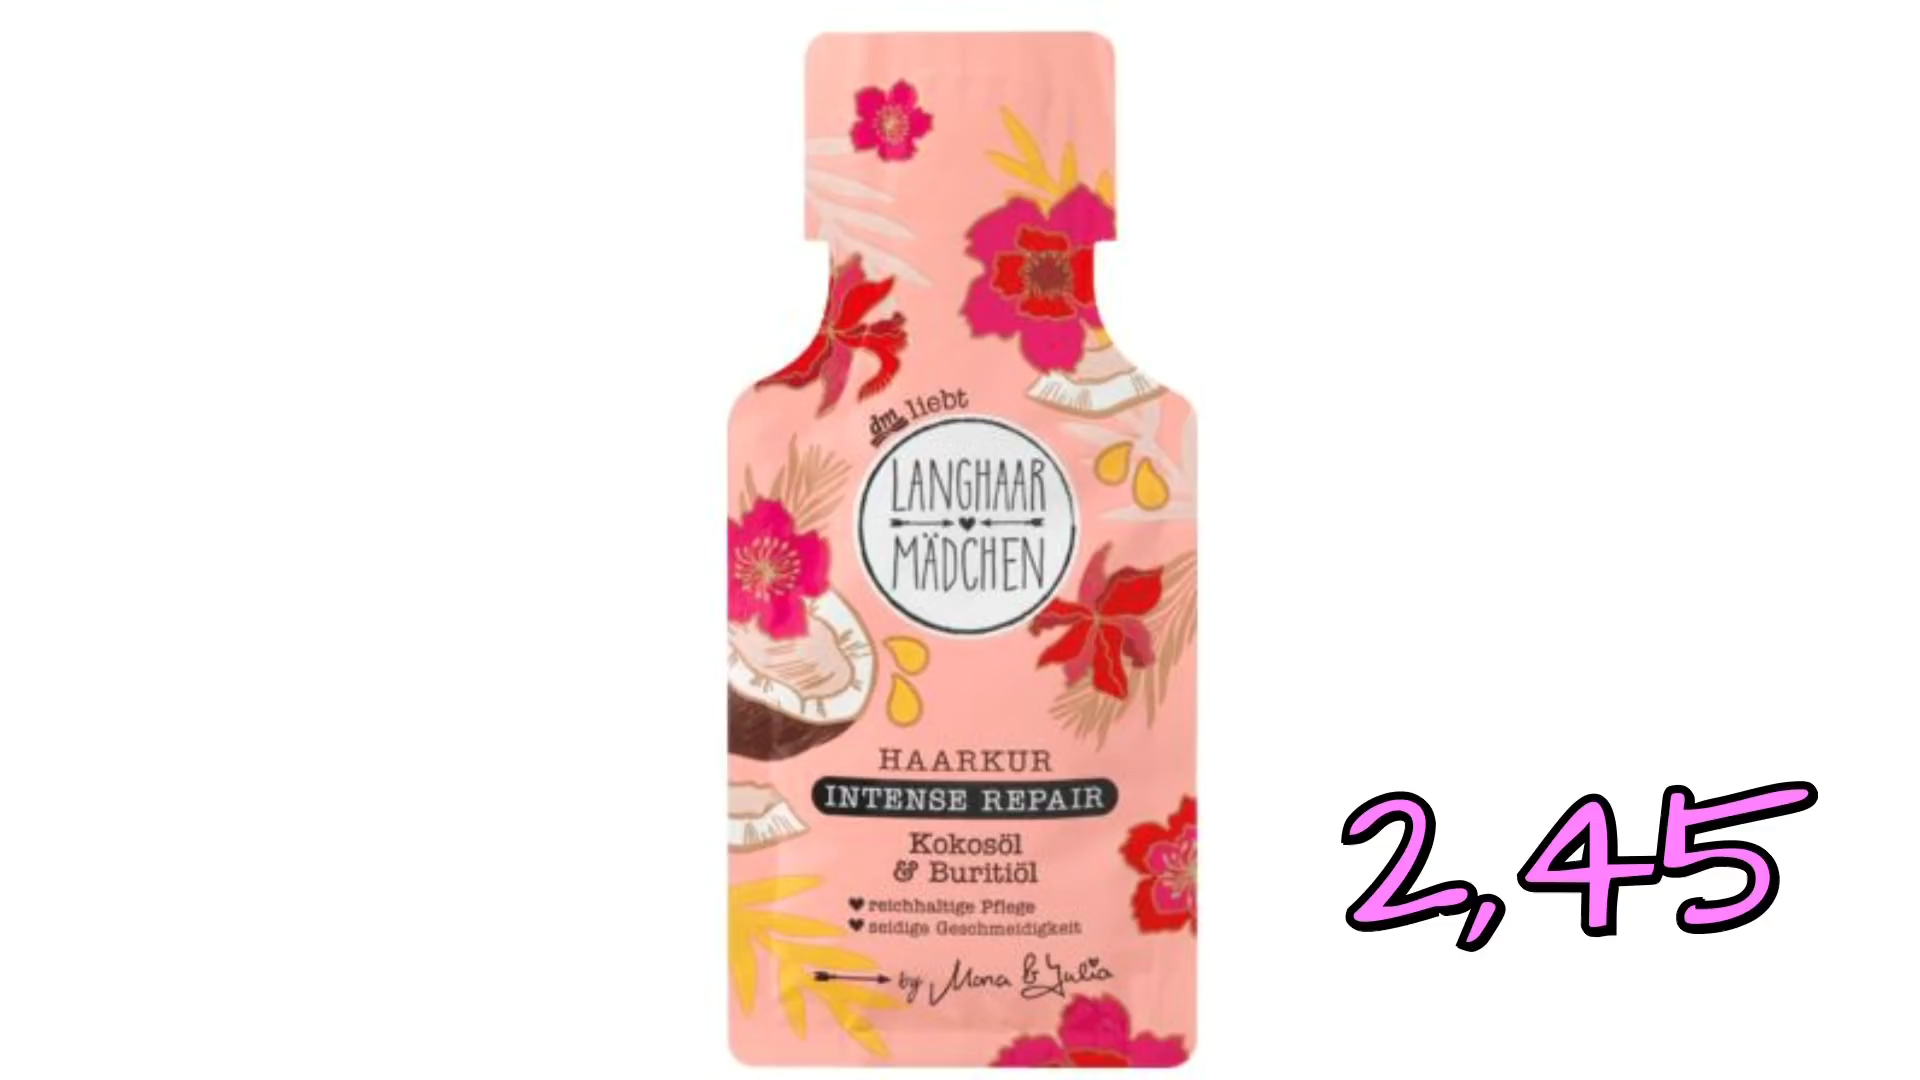 dm liebt
LANGHAAR
MÄDCHEN
HAARKUR
INTENSE REPAIR
Kokosöl
& Buritiöl
reichhaltige Pflege
seidige Geschmeidigkeit
by Mona & Julia
2,45